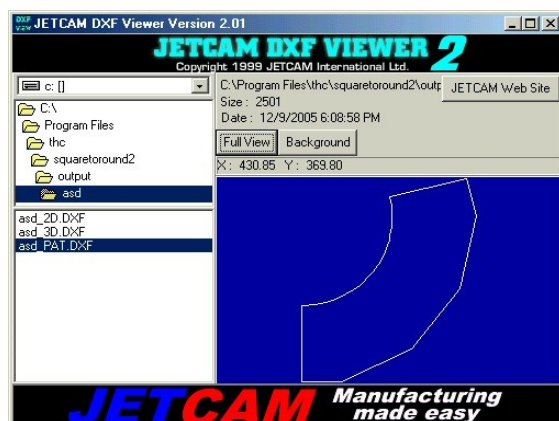 DXF VIEW JETCAM DXF Viewer Version 2.01
JETCAM DXF VIEWER 2
Copyright 1999 JETCAM International Ltd.
c: []
C:\
Program Files
thc
squaretoround2
output
asd
asd_2D.DXF
asd_3D.DXF
asd_PAT.DXF
C:\Program Files\thc\squaretoround2\outp
JETCAM Web Site
Size : 2501
Date : 12/9/2005 6:08:58 PM
Full View
Background
X : 430.85 Y : 369.80
JETCAM
Manufacturing
made easy